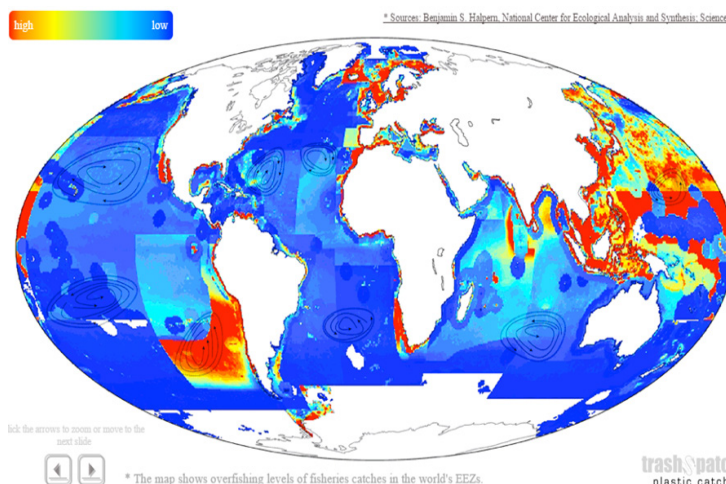 high low
* Sources: Benjamin S. Halpern, National Center for Ecological Analysis and Synthesis; Science
lick the arrows to zoom or move to the
next slide
* The map shows overfishing levels of fisheries catches in the world's EEZs.
trash&patc
plastic catch